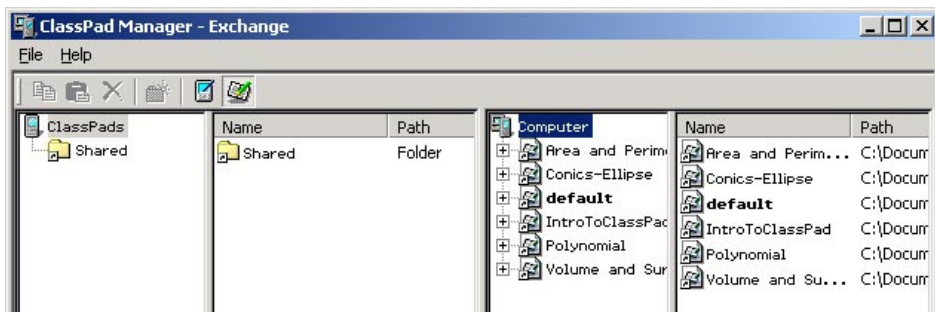 ClassPad Manager - Exchange
File Help
ClassPads
Shared
Name Path
Shared Folder
Computer
Area and Perim
Conics-Ellipse
default
IntroToClassPad
Polynomial
Volume and Sur
Name Path
Area and Perim... C:\Docum
Conics-Ellipse C:\Docum
default C:\Docum
IntroToClassPad C:\Docum
Polynomial C:\Docum
Volume and Su... C:\Docum